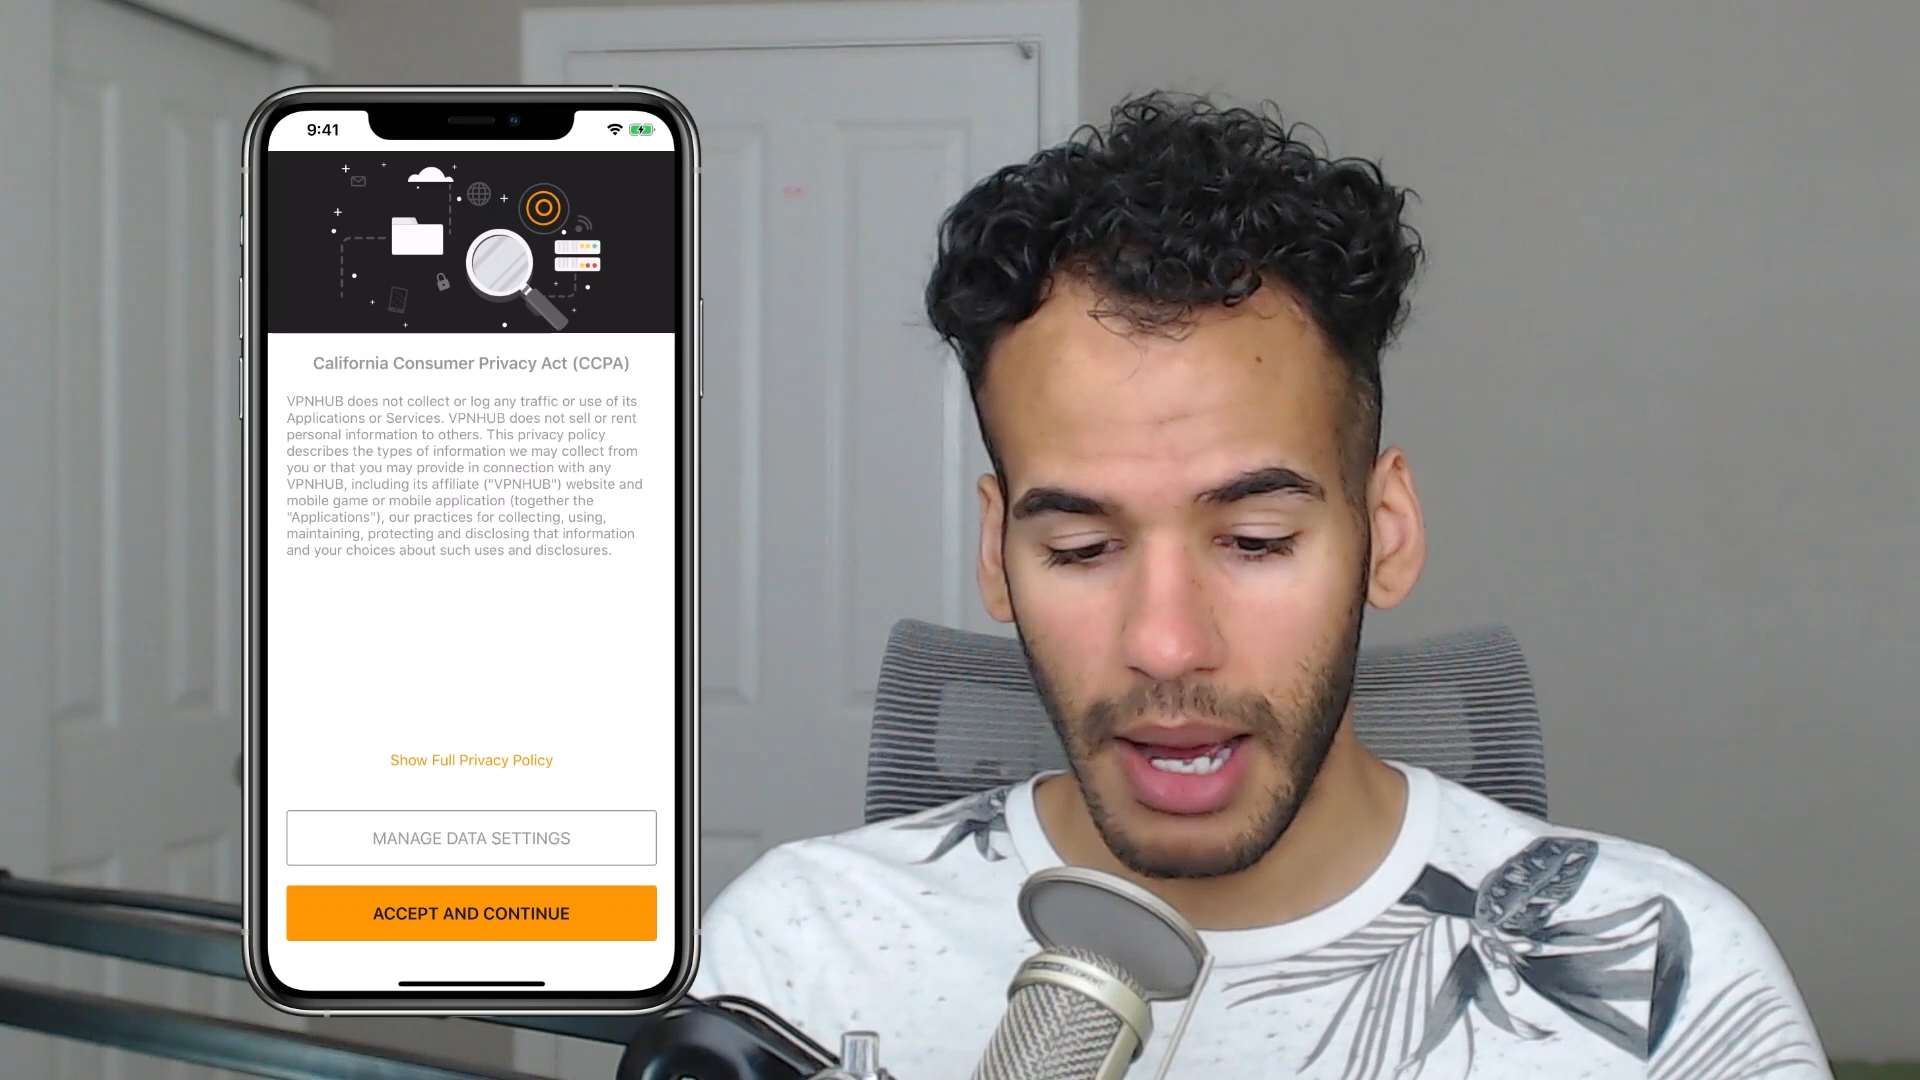 9:41
California Consumer Privacy Act (CCPA)
VPNHUB does not collect or log any traffic or use of its
Applications or Services. VPNHUB does not sell or rent
personal information to others. This privacy policy
describes the types of information we may collect from
you or that you may provide in connection with any
VPNHUB, including its affiliate ("VPNHUB") website and
mobile game or mobile application (together the
"Applications"), our practices for collecting, using,
maintaining, protecting and disclosing that information
and your choices about such uses and disclosures.
Show Full Privacy Policy
MANAGE DATA SETTINGS
ACCEPT AND CONTINUE